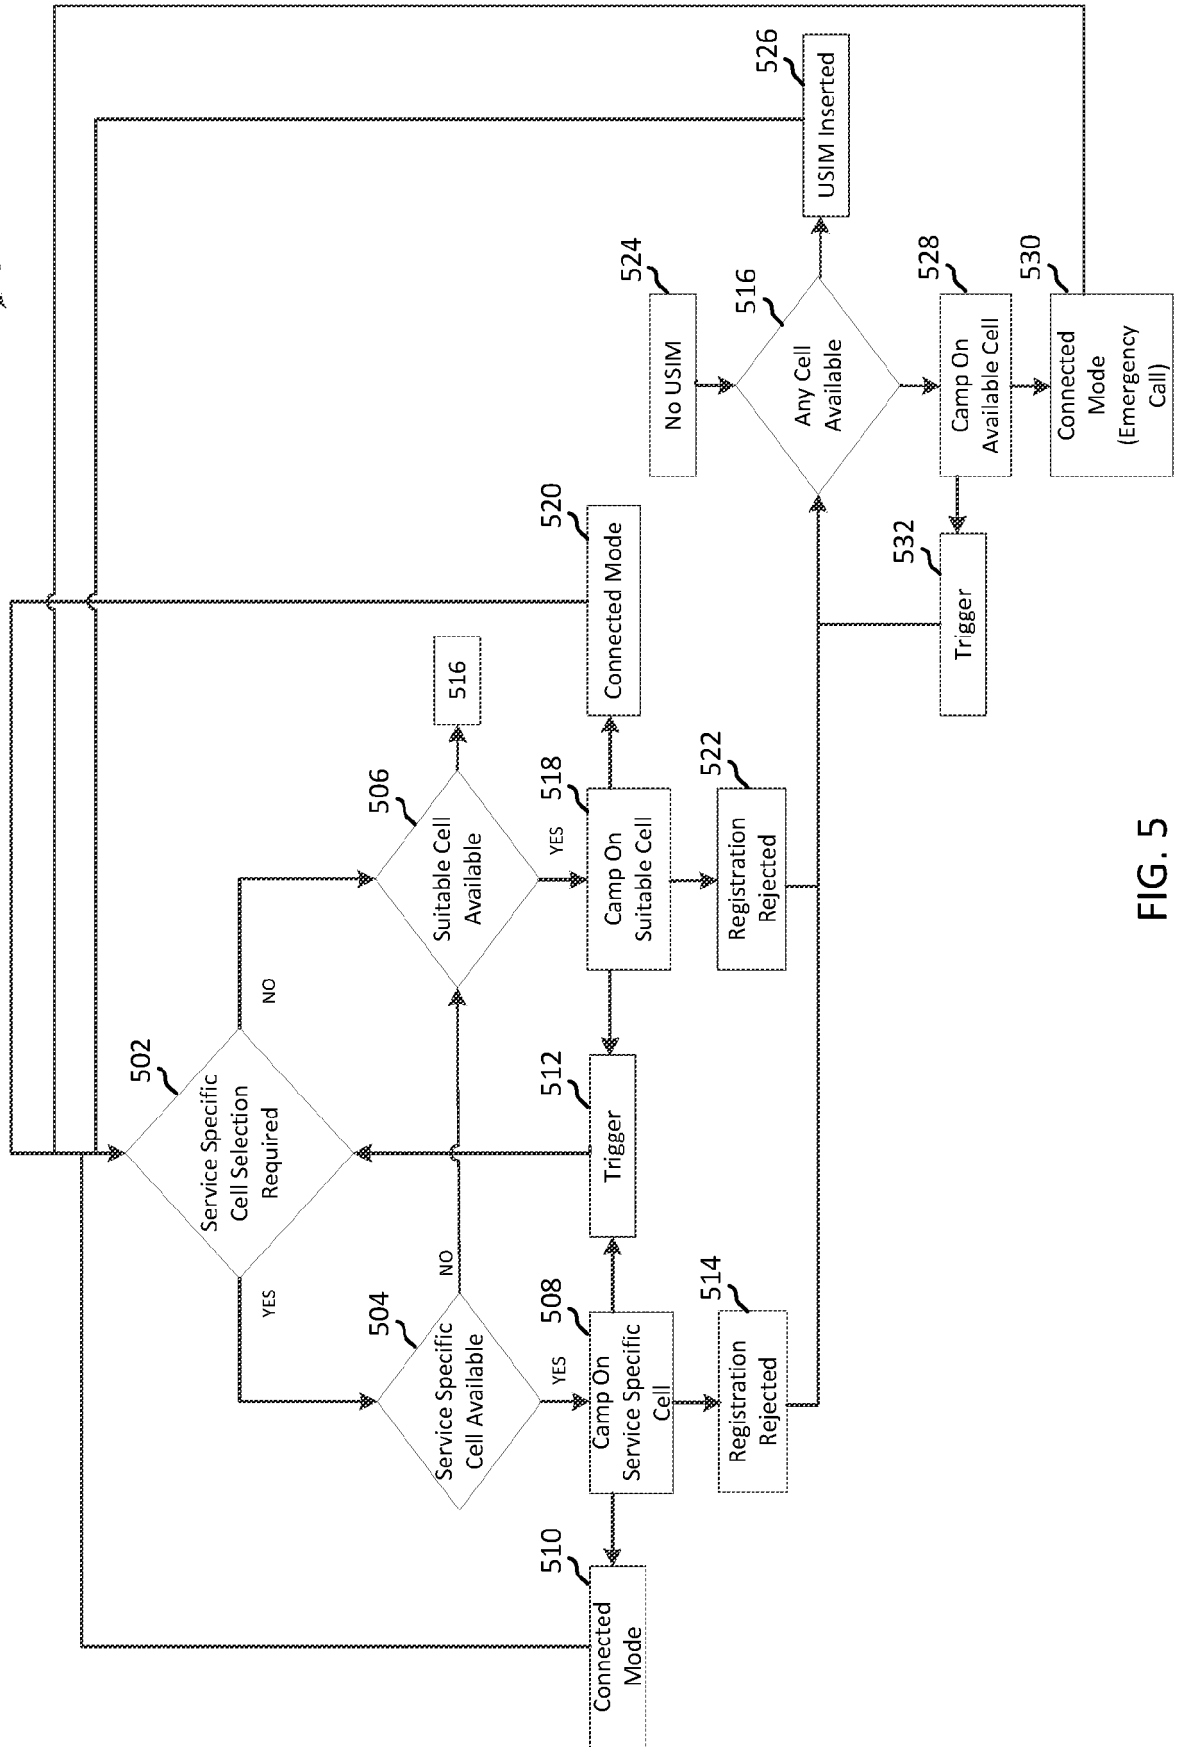 502
Service Specific
Cell Selection
Required
YES
NO
504
Service Specific
Cell Available
NO
YES
506
Suitable Cell
Available
YES
516
510
Connected
Mode
508
Camp On
Service Specific
Cell
512
Trigger
518
Camp On
Suitable Cell
520
Connected Mode
514
Registration
Rejected
522
Registration
Rejected
524
No USIM
516
Any Cell
Available
526
USIM Inserted
532
Trigger
528
Camp On
Available Cell
530
Connected
Mode
(Emergency
Call)
FIG. 5